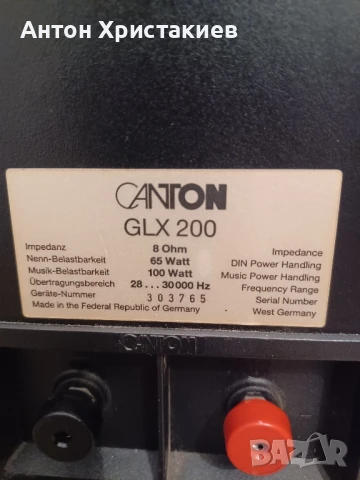 Антон Христакиев
CANTON
GLX 200
Impedanz 8 Ohm Impedance
Nenn-Belastbarkeit 65 Watt DIN Power Handling
Musik-Belastbarkeit 100 Watt Music Power Handling
Übertragungsbereich 28 . . . 30000 Hz Frequency Range
Geräte-Nummer 303765 Serial Number
Made in the Federal Republic of Germany West Germany
CANTON
BAZAR